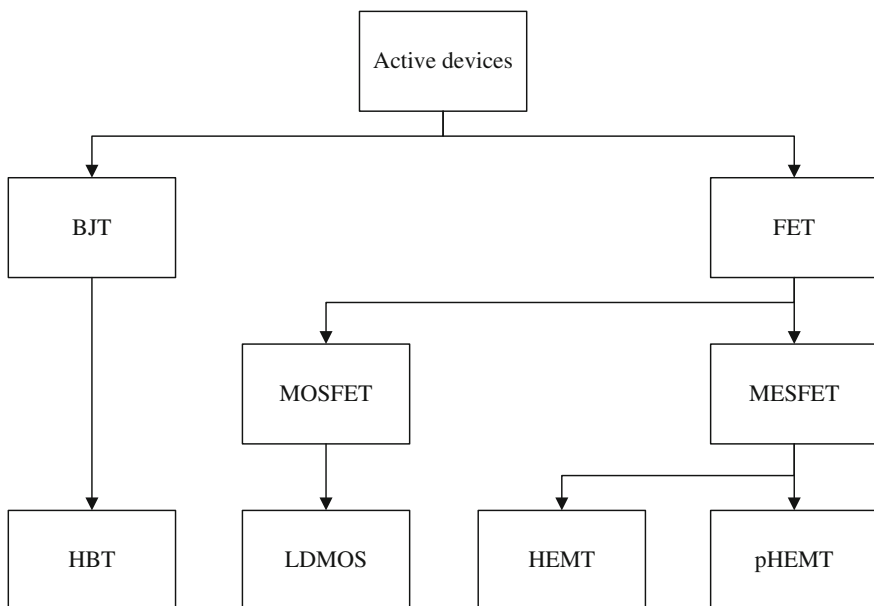 Active devices
BJT
FET
MOSFET
MESFET
HBT
LDMOS
HEMT
pHEMT